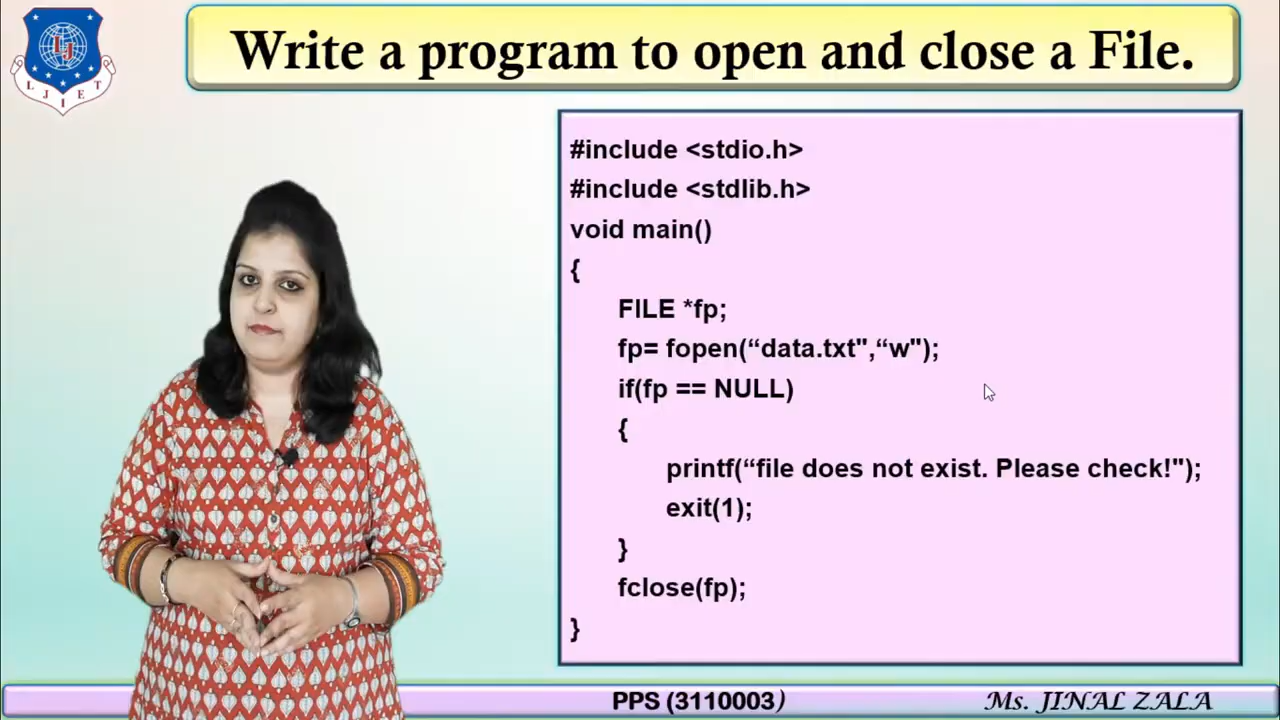 LJIET
Write a program to open and close a File.
#include <stdio.h>
#include <stdlib.h>
void main()
{
FILE *fp;
fp= fopen(“data.txt",“w");
if(fp == NULL)
{
printf(“file does not exist. Please check!");
exit(1);
}
fclose(fp);
}
PPS (3110003)
Ms. JINAL ZALA